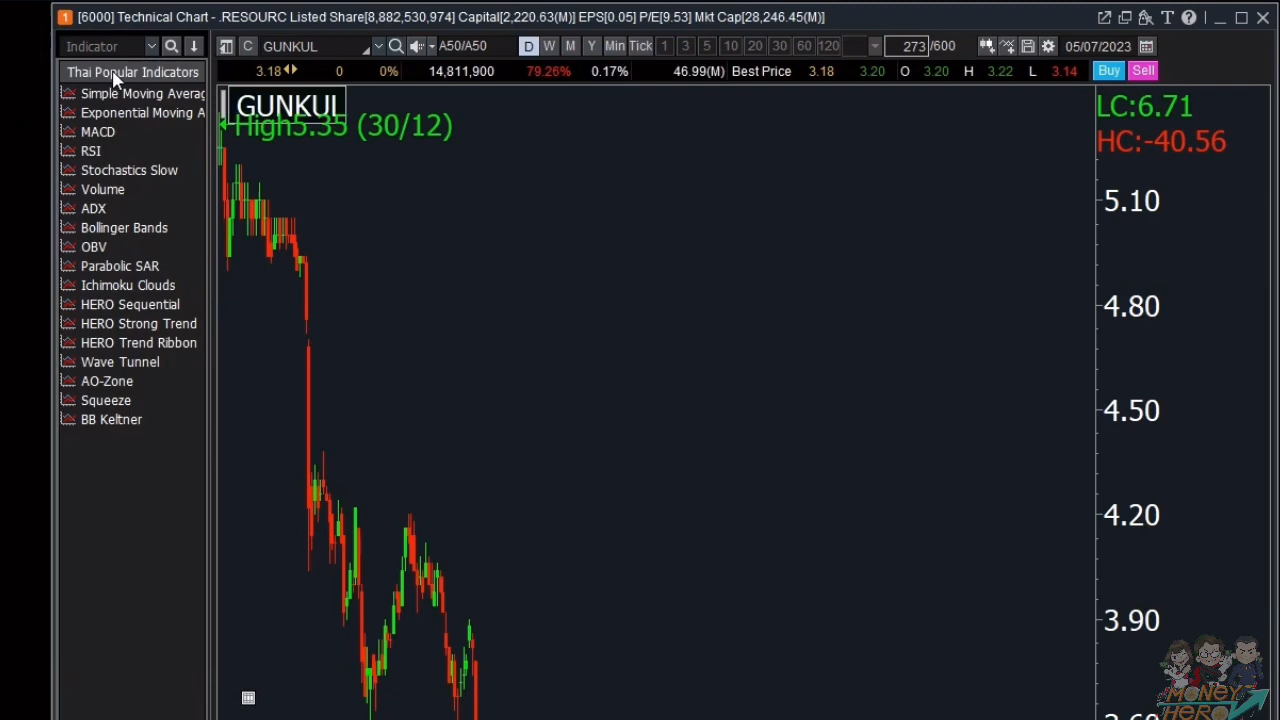 1 [6000] Technical Chart - .RESOURC Listed Share[8,882,530,974] Capital[2,220.63(M)] EPS[0.05] P/E[9.53] Mkt Cap[28,246.45(M)]
Indicator C GUNKUL A50/A50 D W M Y Min Tick 1 3 5 10 20 30 60 120 273 /600 05/07/2023
Thai Popular Indicators
3.18 0 0% 14,811,900 79.26% 0.17% 46.99(M) Best Price 3.18 3.20 O 3.20 H 3.22 L 3.14 Buy Sell
Simple Moving Averag
Exponential Moving A
MACD
RSI
Stochastics Slow
Volume
ADX
Bollinger Bands
OBV
Parabolic SAR
Ichimoku Clouds
HERO Sequential
HERO Strong Trend
HERO Trend Ribbon
Wave Tunnel
AO-Zone
Squeeze
BB Keltner
GUNKUL
High5.35 (30/12)
LC:6.71
HC:-40.56
5.10
4.80
4.50
4.20
3.90
MONEY
HERO